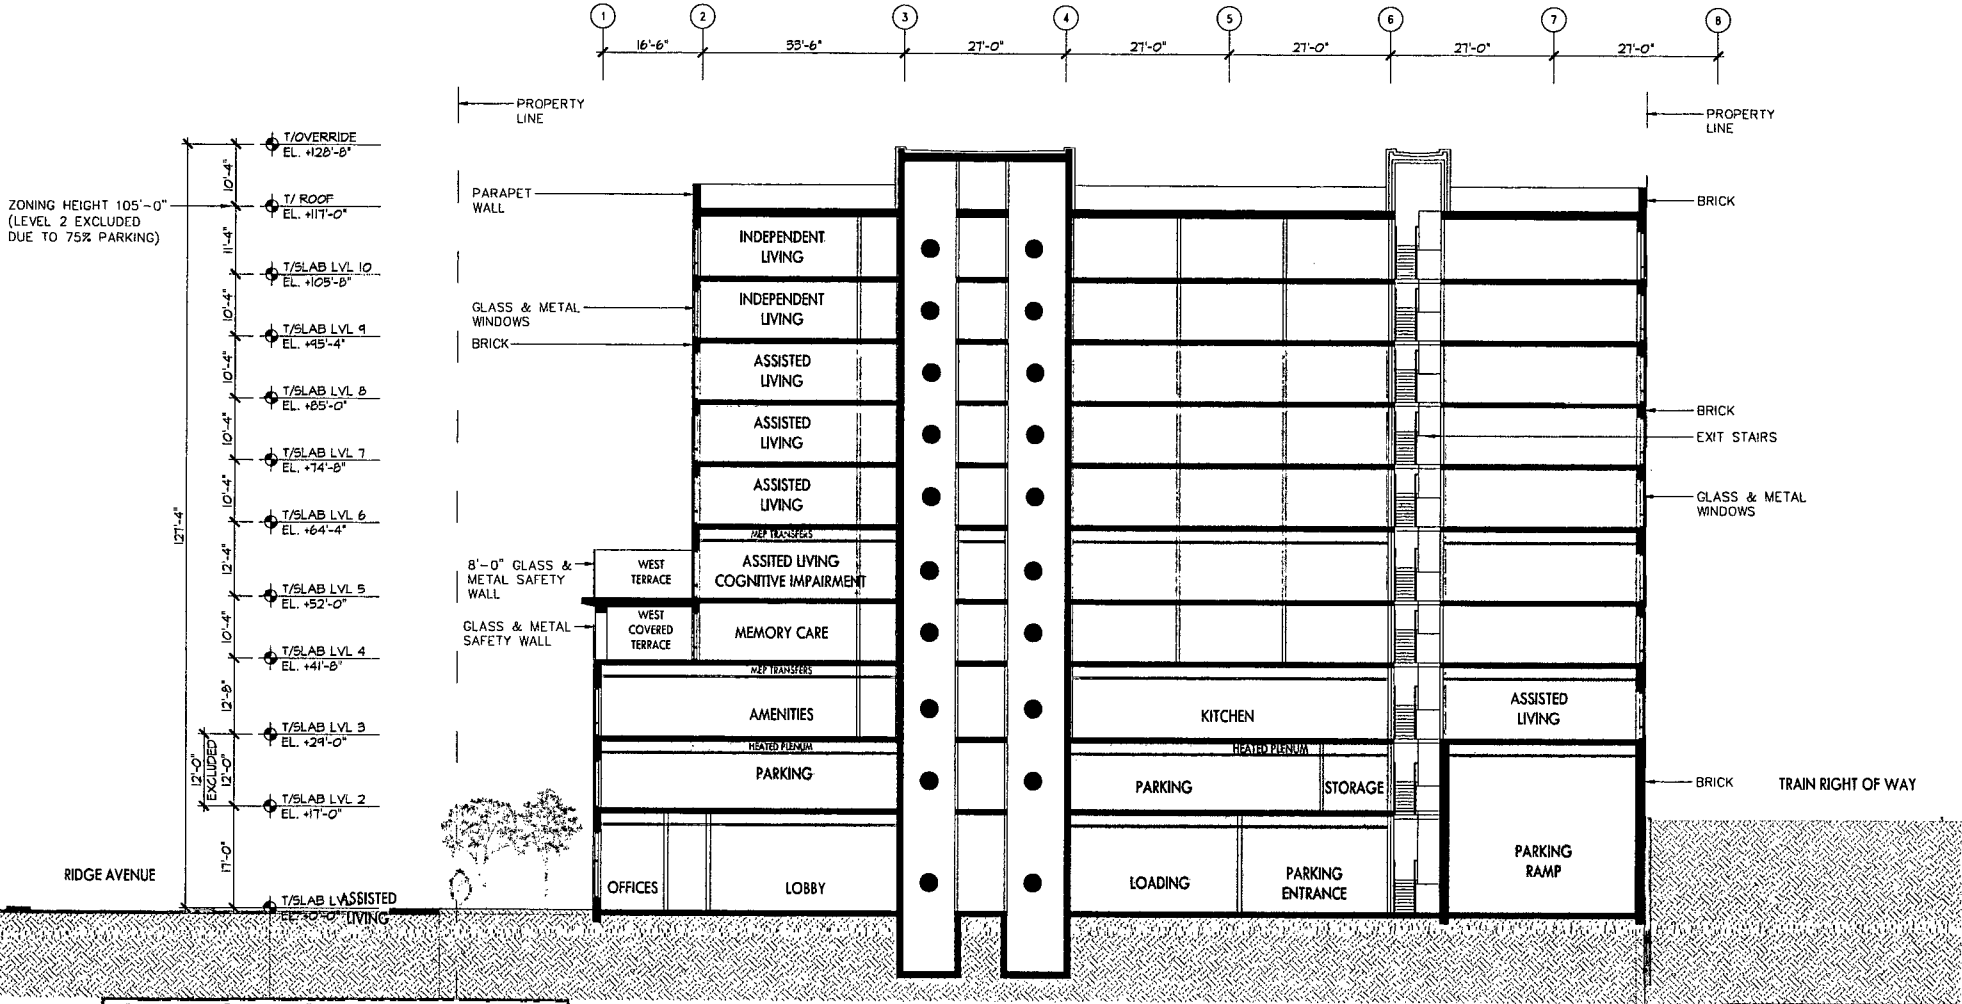 1 2 3 4 5 6 7 8
16'-6" 33'-6" 27'-0" 27'-0" 27'-0" 27'-0" 27'-0"
PROPERTY
LINE
PROPERTY
LINE
T/OVERRIDE
EL. +128'-8"
10'-4"
T/ ROOF
EL. +117'-0"
ZONING HEIGHT 105'-0"
(LEVEL 2 EXCLUDED
DUE TO 75% PARKING)
11'-4"
T/SLAB LVL 10
EL. +105'-8"
10'-4"
T/SLAB LVL 9
EL. +95'-4"
10'-4"
T/SLAB LVL 8
EL. +85'-0"
10'-4"
T/SLAB LVL 7
EL. +74'-8"
10'-4"
T/SLAB LVL 6
EL. +64'-4"
127'-4"
12'-4"
T/SLAB LVL 5
EL. +52'-0"
10'-4"
T/SLAB LVL 4
EL. +41'-8"
12'-8"
T/SLAB LVL 3
EL. +29'-0"
12'-0"
EXCLUDED
12'-0"
T/SLAB LVL 2
EL. +17'-0"
17'-0"
RIDGE AVENUE
T/SLAB LVL
EL. +0'-0"
ASSISTED
LIVING
PARAPET
WALL
GLASS & METAL
WINDOWS
BRICK
8'-0" GLASS &
METAL SAFETY
WALL
GLASS & METAL
SAFETY WALL
INDEPENDENT
LIVING
INDEPENDENT
LIVING
ASSISTED
LIVING
ASSISTED
LIVING
ASSISTED
LIVING
MEP TRANSFERS
WEST
TERRACE
ASSITED LIVING
COGNITIVE IMPAIRMENT
WEST
COVERED
TERRACE
MEMORY CARE
MEP TRANSFERS
AMENITIES
KITCHEN
ASSISTED
LIVING
HEATED PLENUM
HEATED PLENUM
PARKING
PARKING
STORAGE
OFFICES
LOBBY
LOADING
PARKING
ENTRANCE
PARKING
RAMP
BRICK
BRICK
EXIT STAIRS
GLASS & METAL
WINDOWS
BRICK
TRAIN RIGHT OF WAY